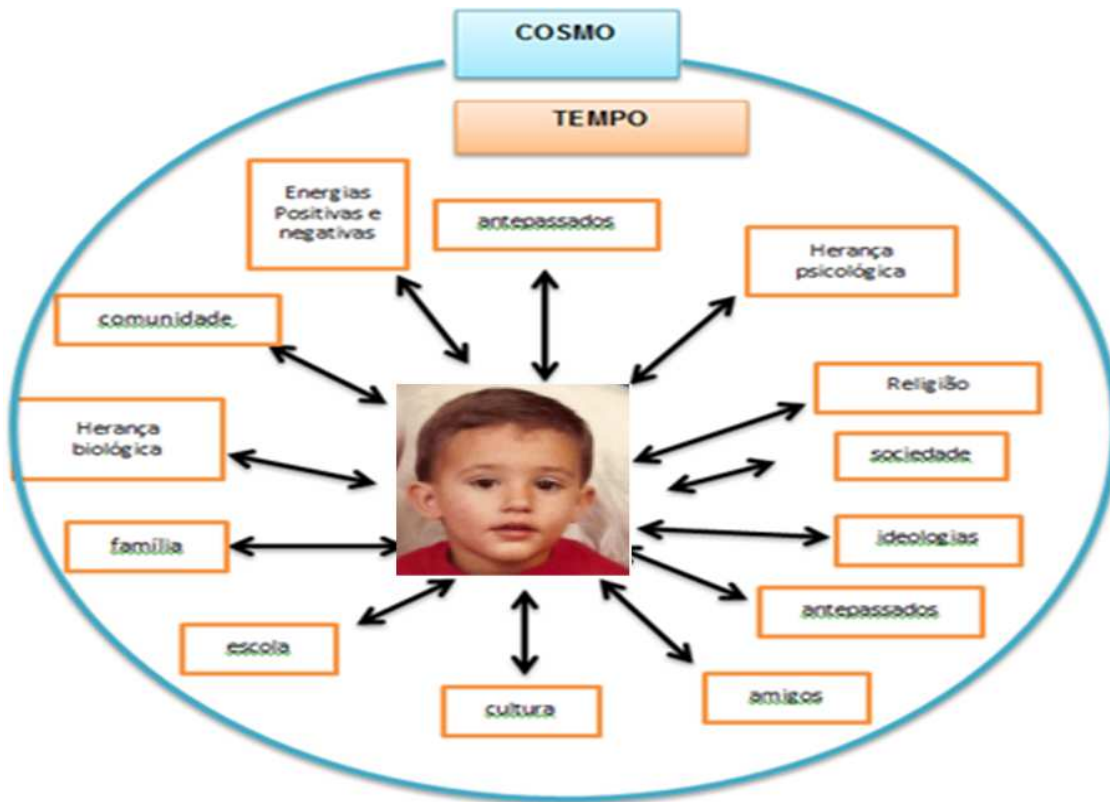 COSMO
TEMPO
Energias
Positivas e
negativas
antepassados
Herança
psicológica
comunidade
Religião
Herança
biológica
sociedade
família
ideologias
antepassados
escola
cultura
amigos